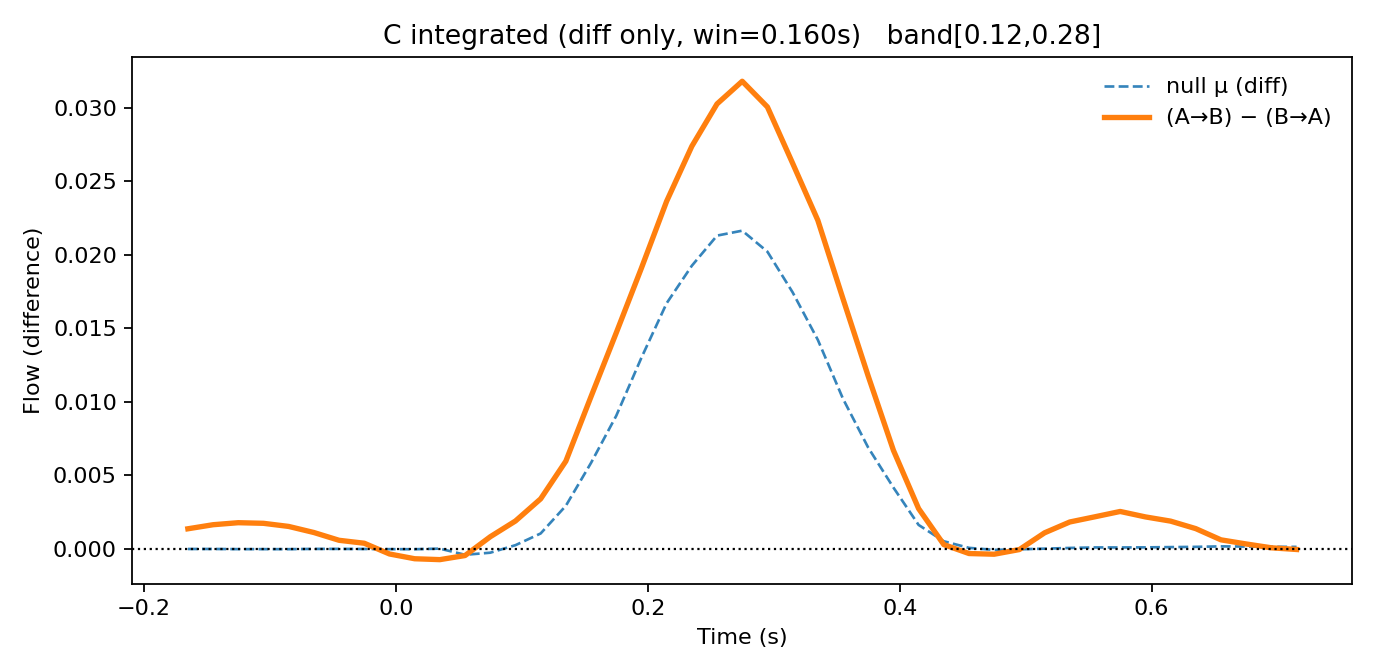 C integrated (diff only, win=0.160s)   band[0.12,0.28]
null μ (diff)
(A→B) − (B→A)
Flow (difference)
0.030
0.025
0.020
0.015
0.010
0.005
0.000
−0.2 0.0 0.2 0.4 0.6
Time (s)